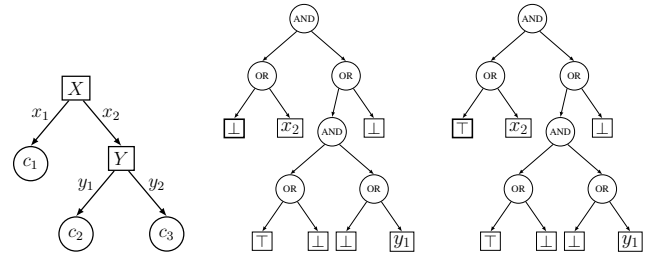 AND AND
OR OR OR OR
X
x₁ x₂
⊥ x₂ AND ⊥ ⊤ x₂ AND ⊥
c₁ Y
y₁ y₂
OR OR OR OR
c₂ c₃
⊤ ⊥ ⊥ y₁ ⊤ ⊥ ⊥ y₁